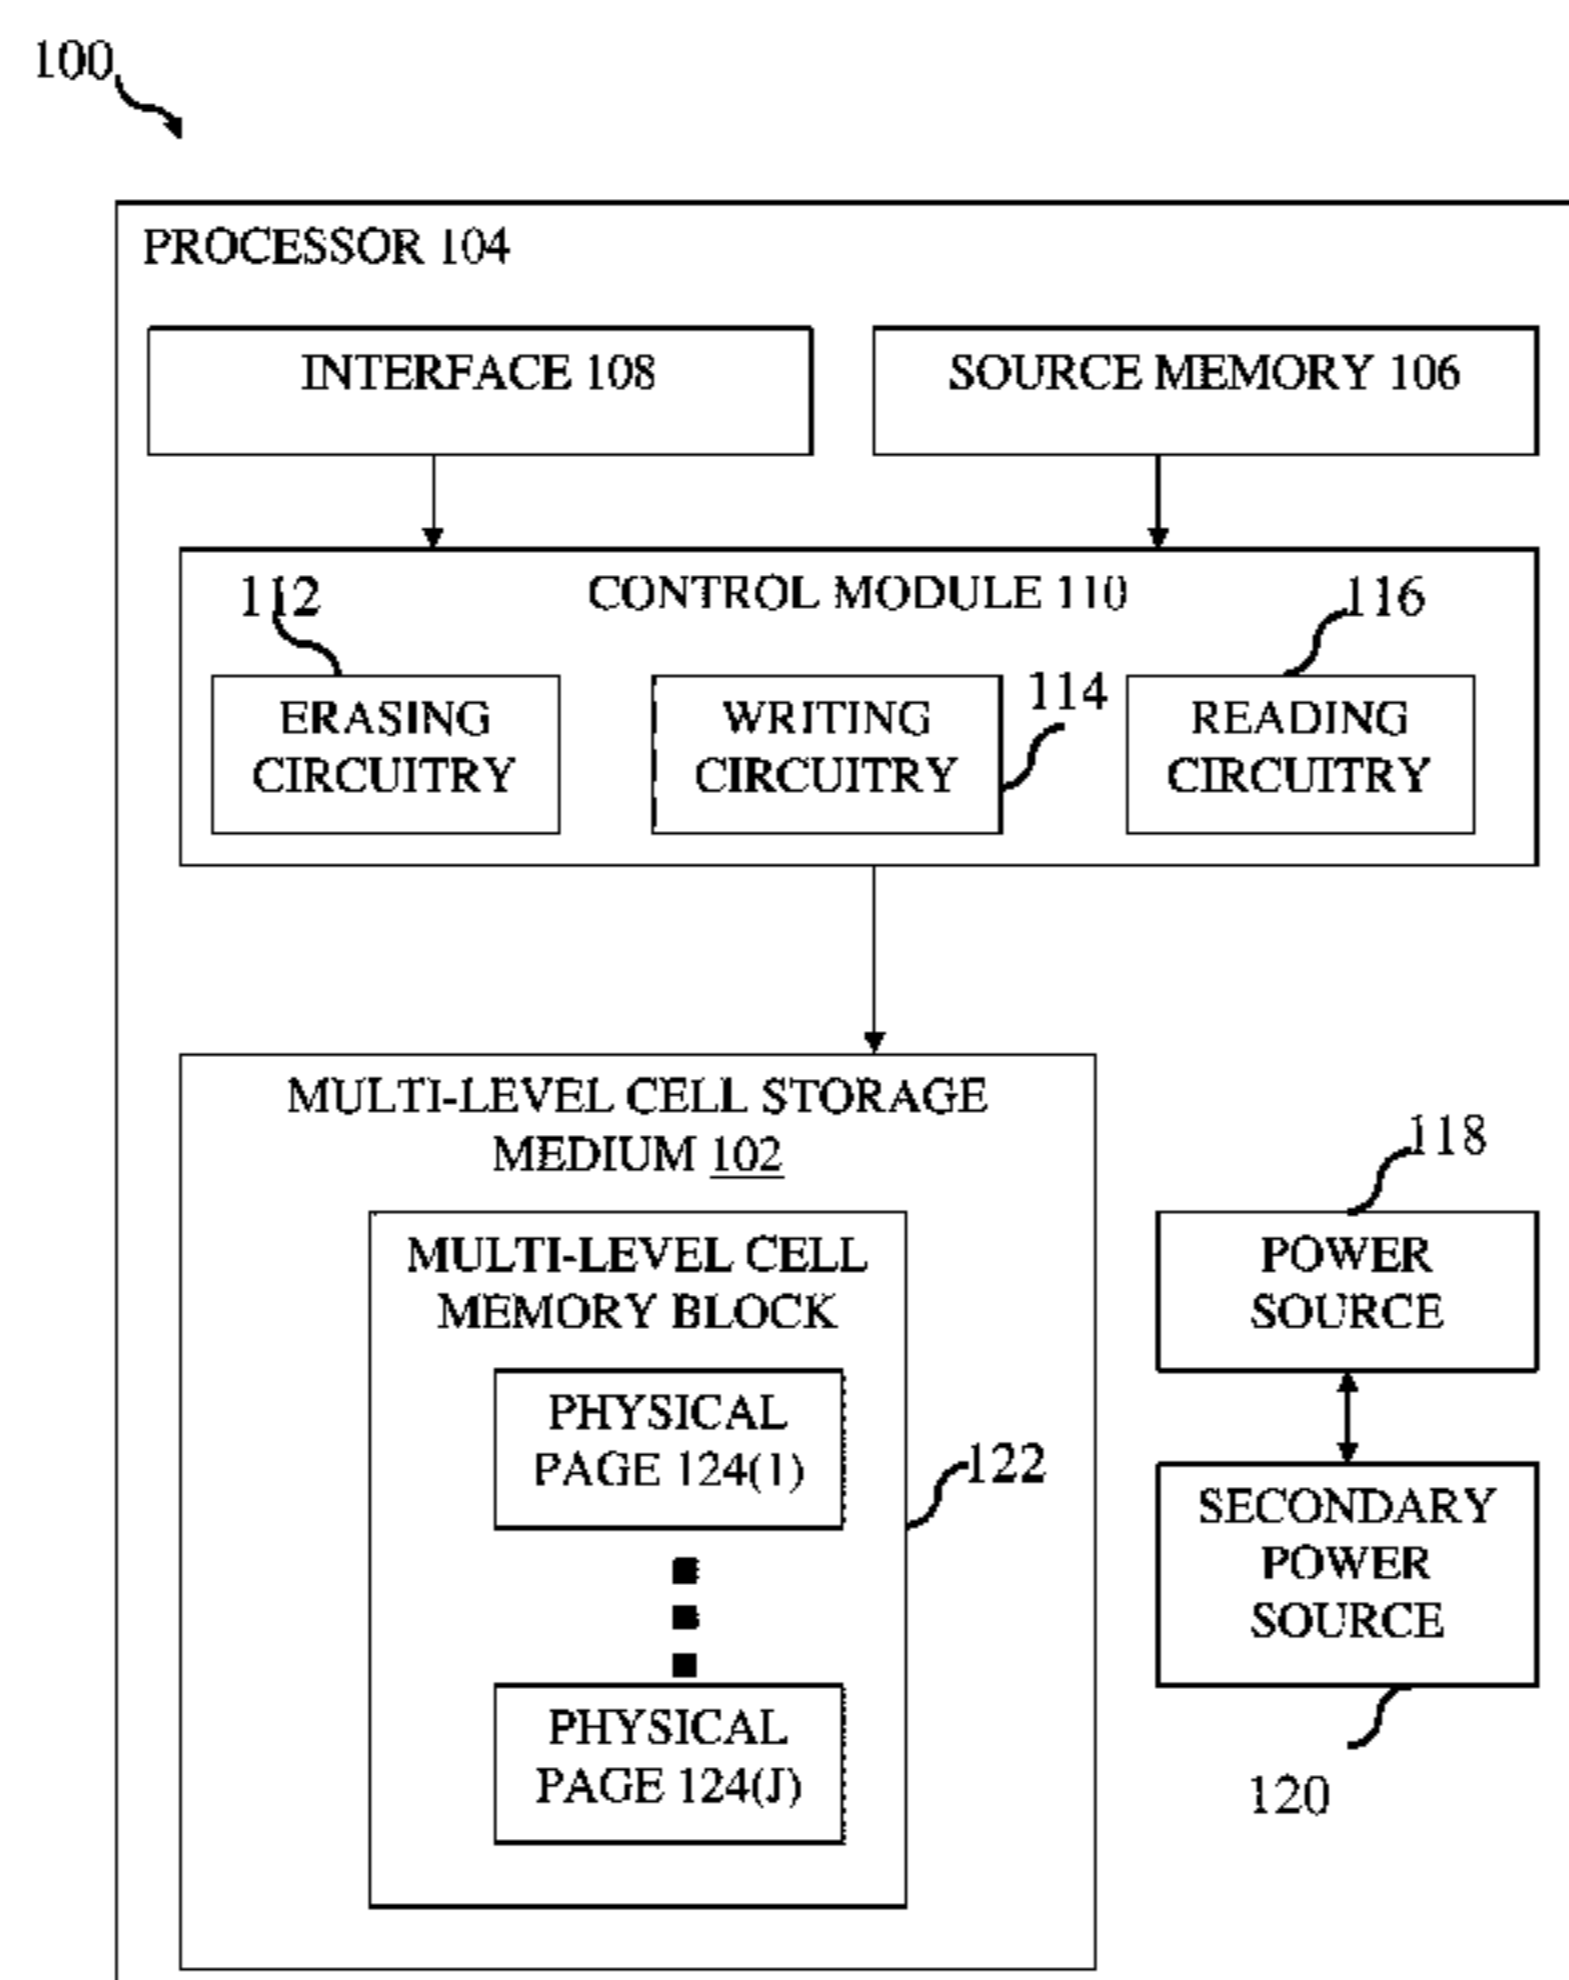 100
PROCESSOR 104
INTERFACE 108
SOURCE MEMORY 106
CONTROL MODULE 110
112
116
114
ERASING
CIRCUITRY
WRITING
CIRCUITRY
READING
CIRCUITRY
MULTI-LEVEL CELL STORAGE
MEDIUM 102
MULTI-LEVEL CELL
MEMORY BLOCK
PHYSICAL
PAGE 124(1)
122
PHYSICAL
PAGE 124(J)
118
POWER
SOURCE
SECONDARY
POWER
SOURCE
120